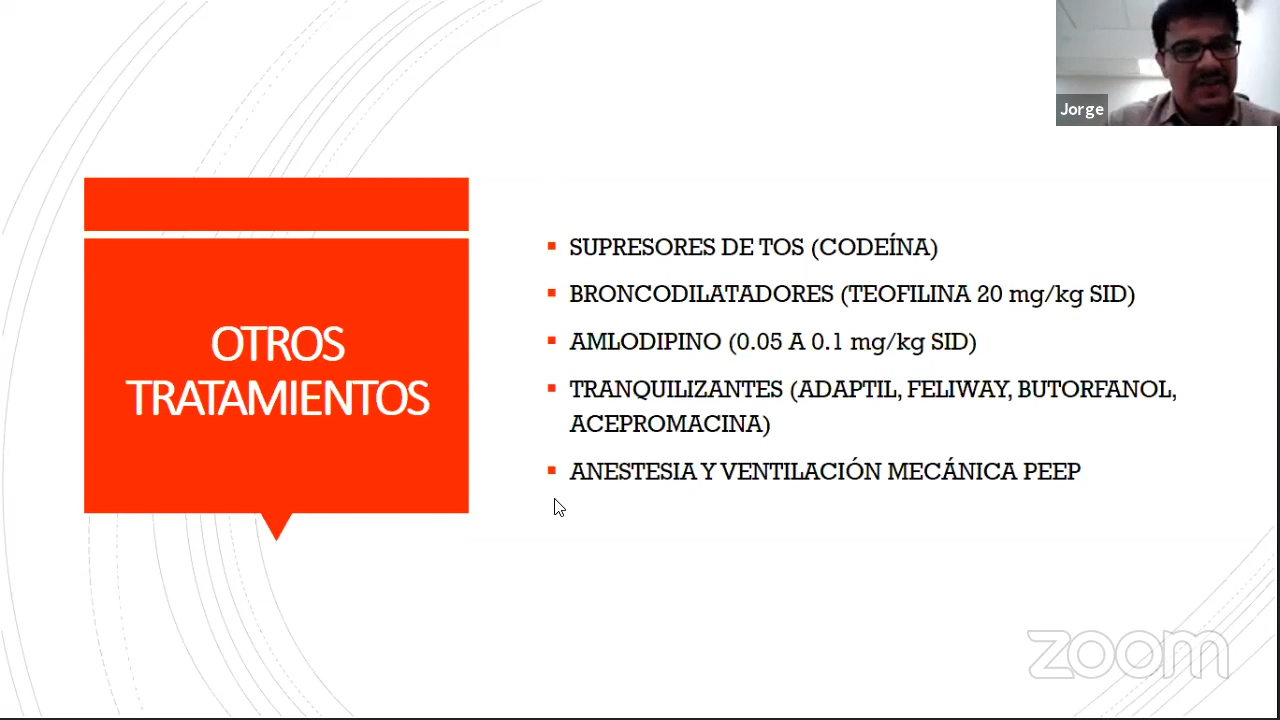 Jorge
OTROS
TRATAMIENTOS
▪ SUPRESORES DE TOS (CODEÍNA)
▪ BRONCODILATADORES (TEOFILINA 20 mg/kg SID)
▪ AMLODIPINO (0.05 A 0.1 mg/kg SID)
▪ TRANQUILIZANTES (ADAPTIL, FELIWAY, BUTORFANOL,
ACEPROMACINA)
▪ ANESTESIA Y VENTILACIÓN MECÁNICA PEEP
zoom